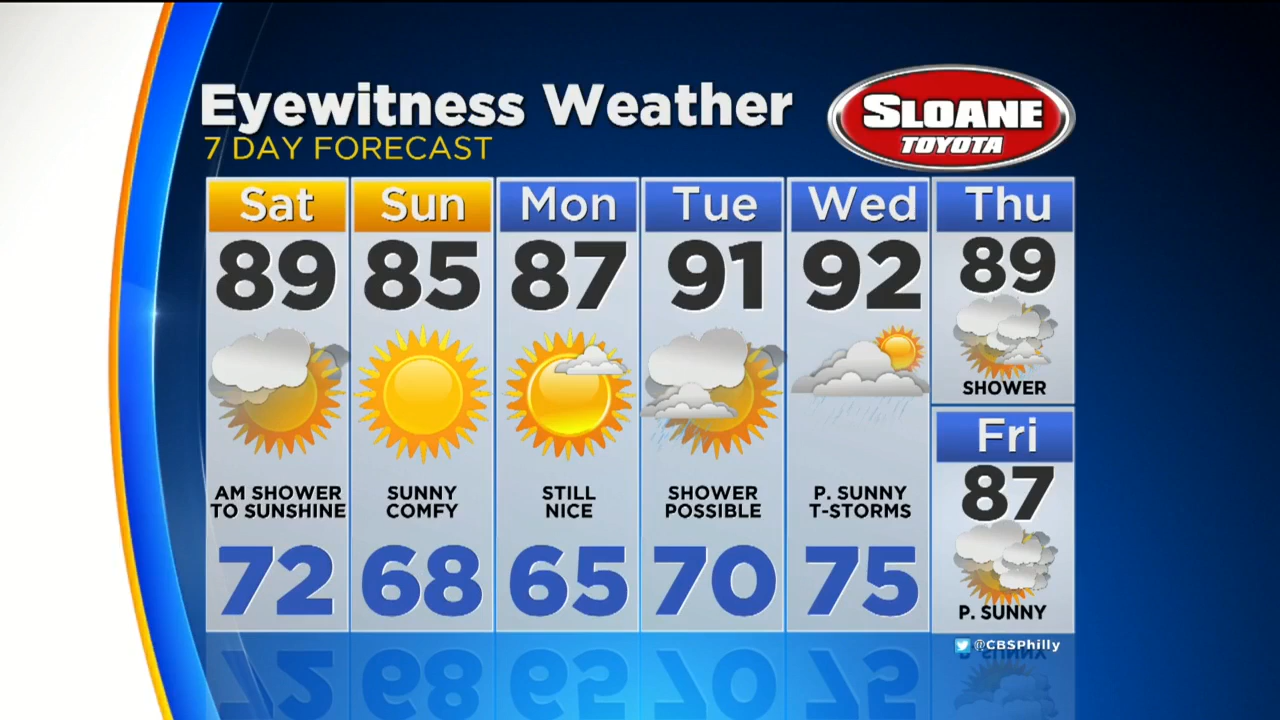 Eyewitness Weather
7 DAY FORECAST
SLOANE
TOYOTA
Sat
89
AM SHOWER
TO SUNSHINE
72
Sun
85
SUNNY
COMFY
68
Mon
87
STILL
NICE
65
Tue
91
SHOWER
POSSIBLE
70
Wed
92
P. SUNNY
T-STORMS
75
Thu
89
SHOWER
Fri
87
P. SUNNY
@CBSPhilly